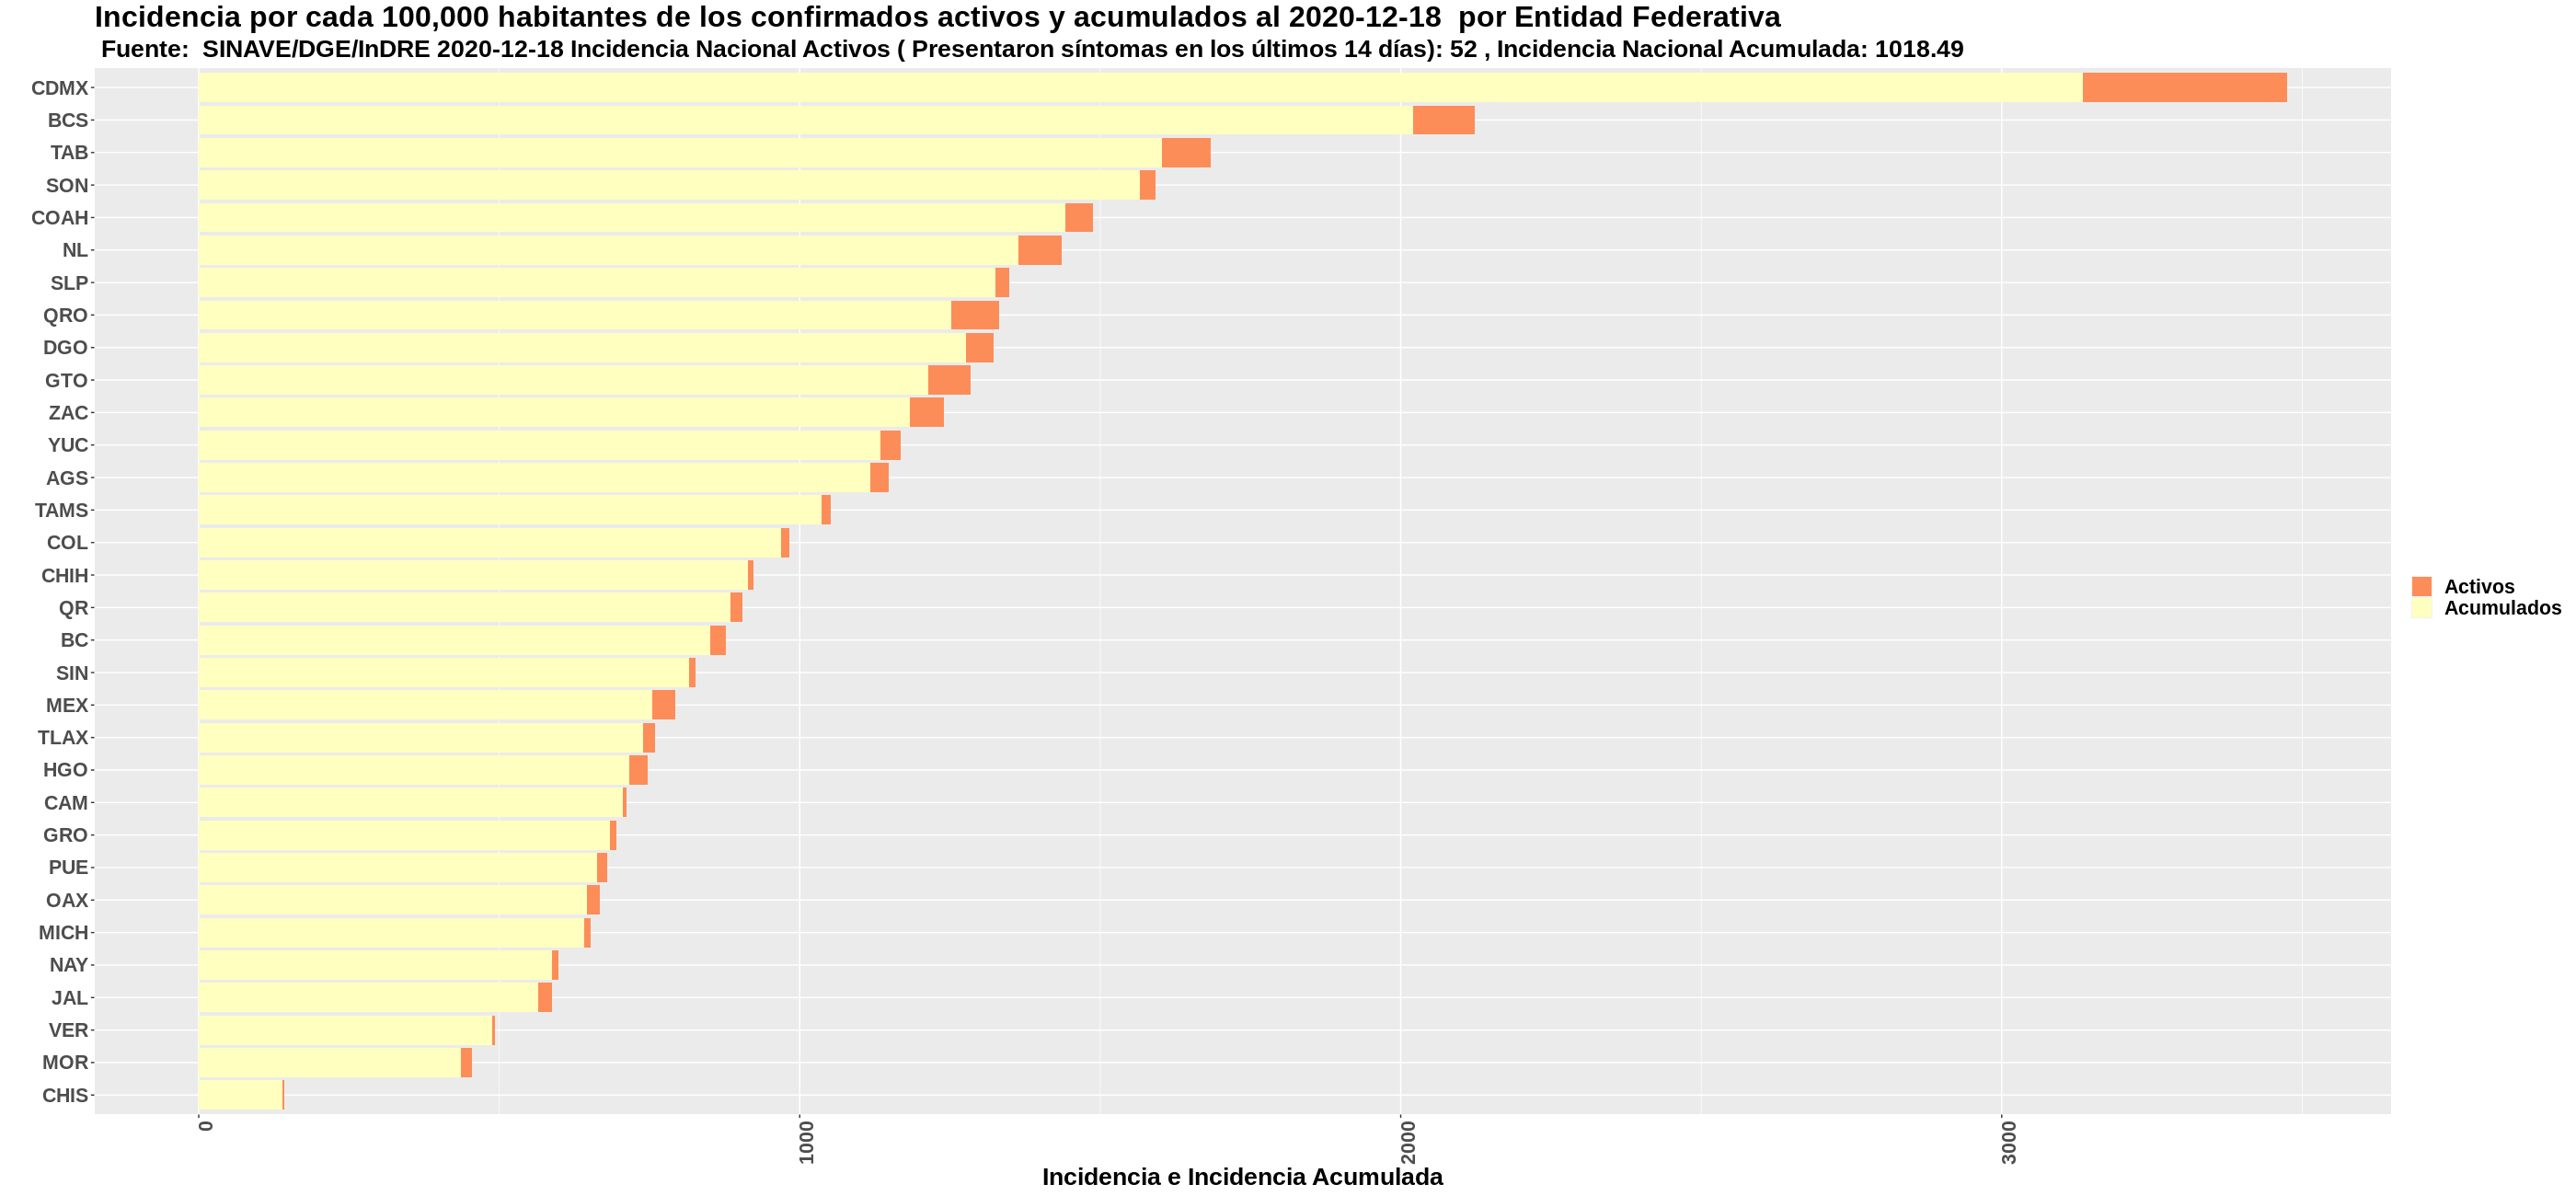 Incidencia por cada 100,000 habitantes de los confirmados activos y acumulados al 2020-12-18  por Entidad Federativa
Fuente:  SINAVE/DGE/InDRE 2020-12-18 Incidencia Nacional Activos ( Presentaron síntomas en los últimos 14 días): 52 , Incidencia Nacional Acumulada: 1018.49
CDMX
BCS
TAB
SON
COAH
NL
SLP
QRO
DGO
GTO
ZAC
YUC
AGS
TAMS
COL
CHIH
QR
BC
SIN
MEX
TLAX
HGO
CAM
GRO
PUE
OAX
MICH
NAY
JAL
VER
MOR
CHIS
0
1000
2000
3000
Incidencia e Incidencia Acumulada
Activos
Acumulados